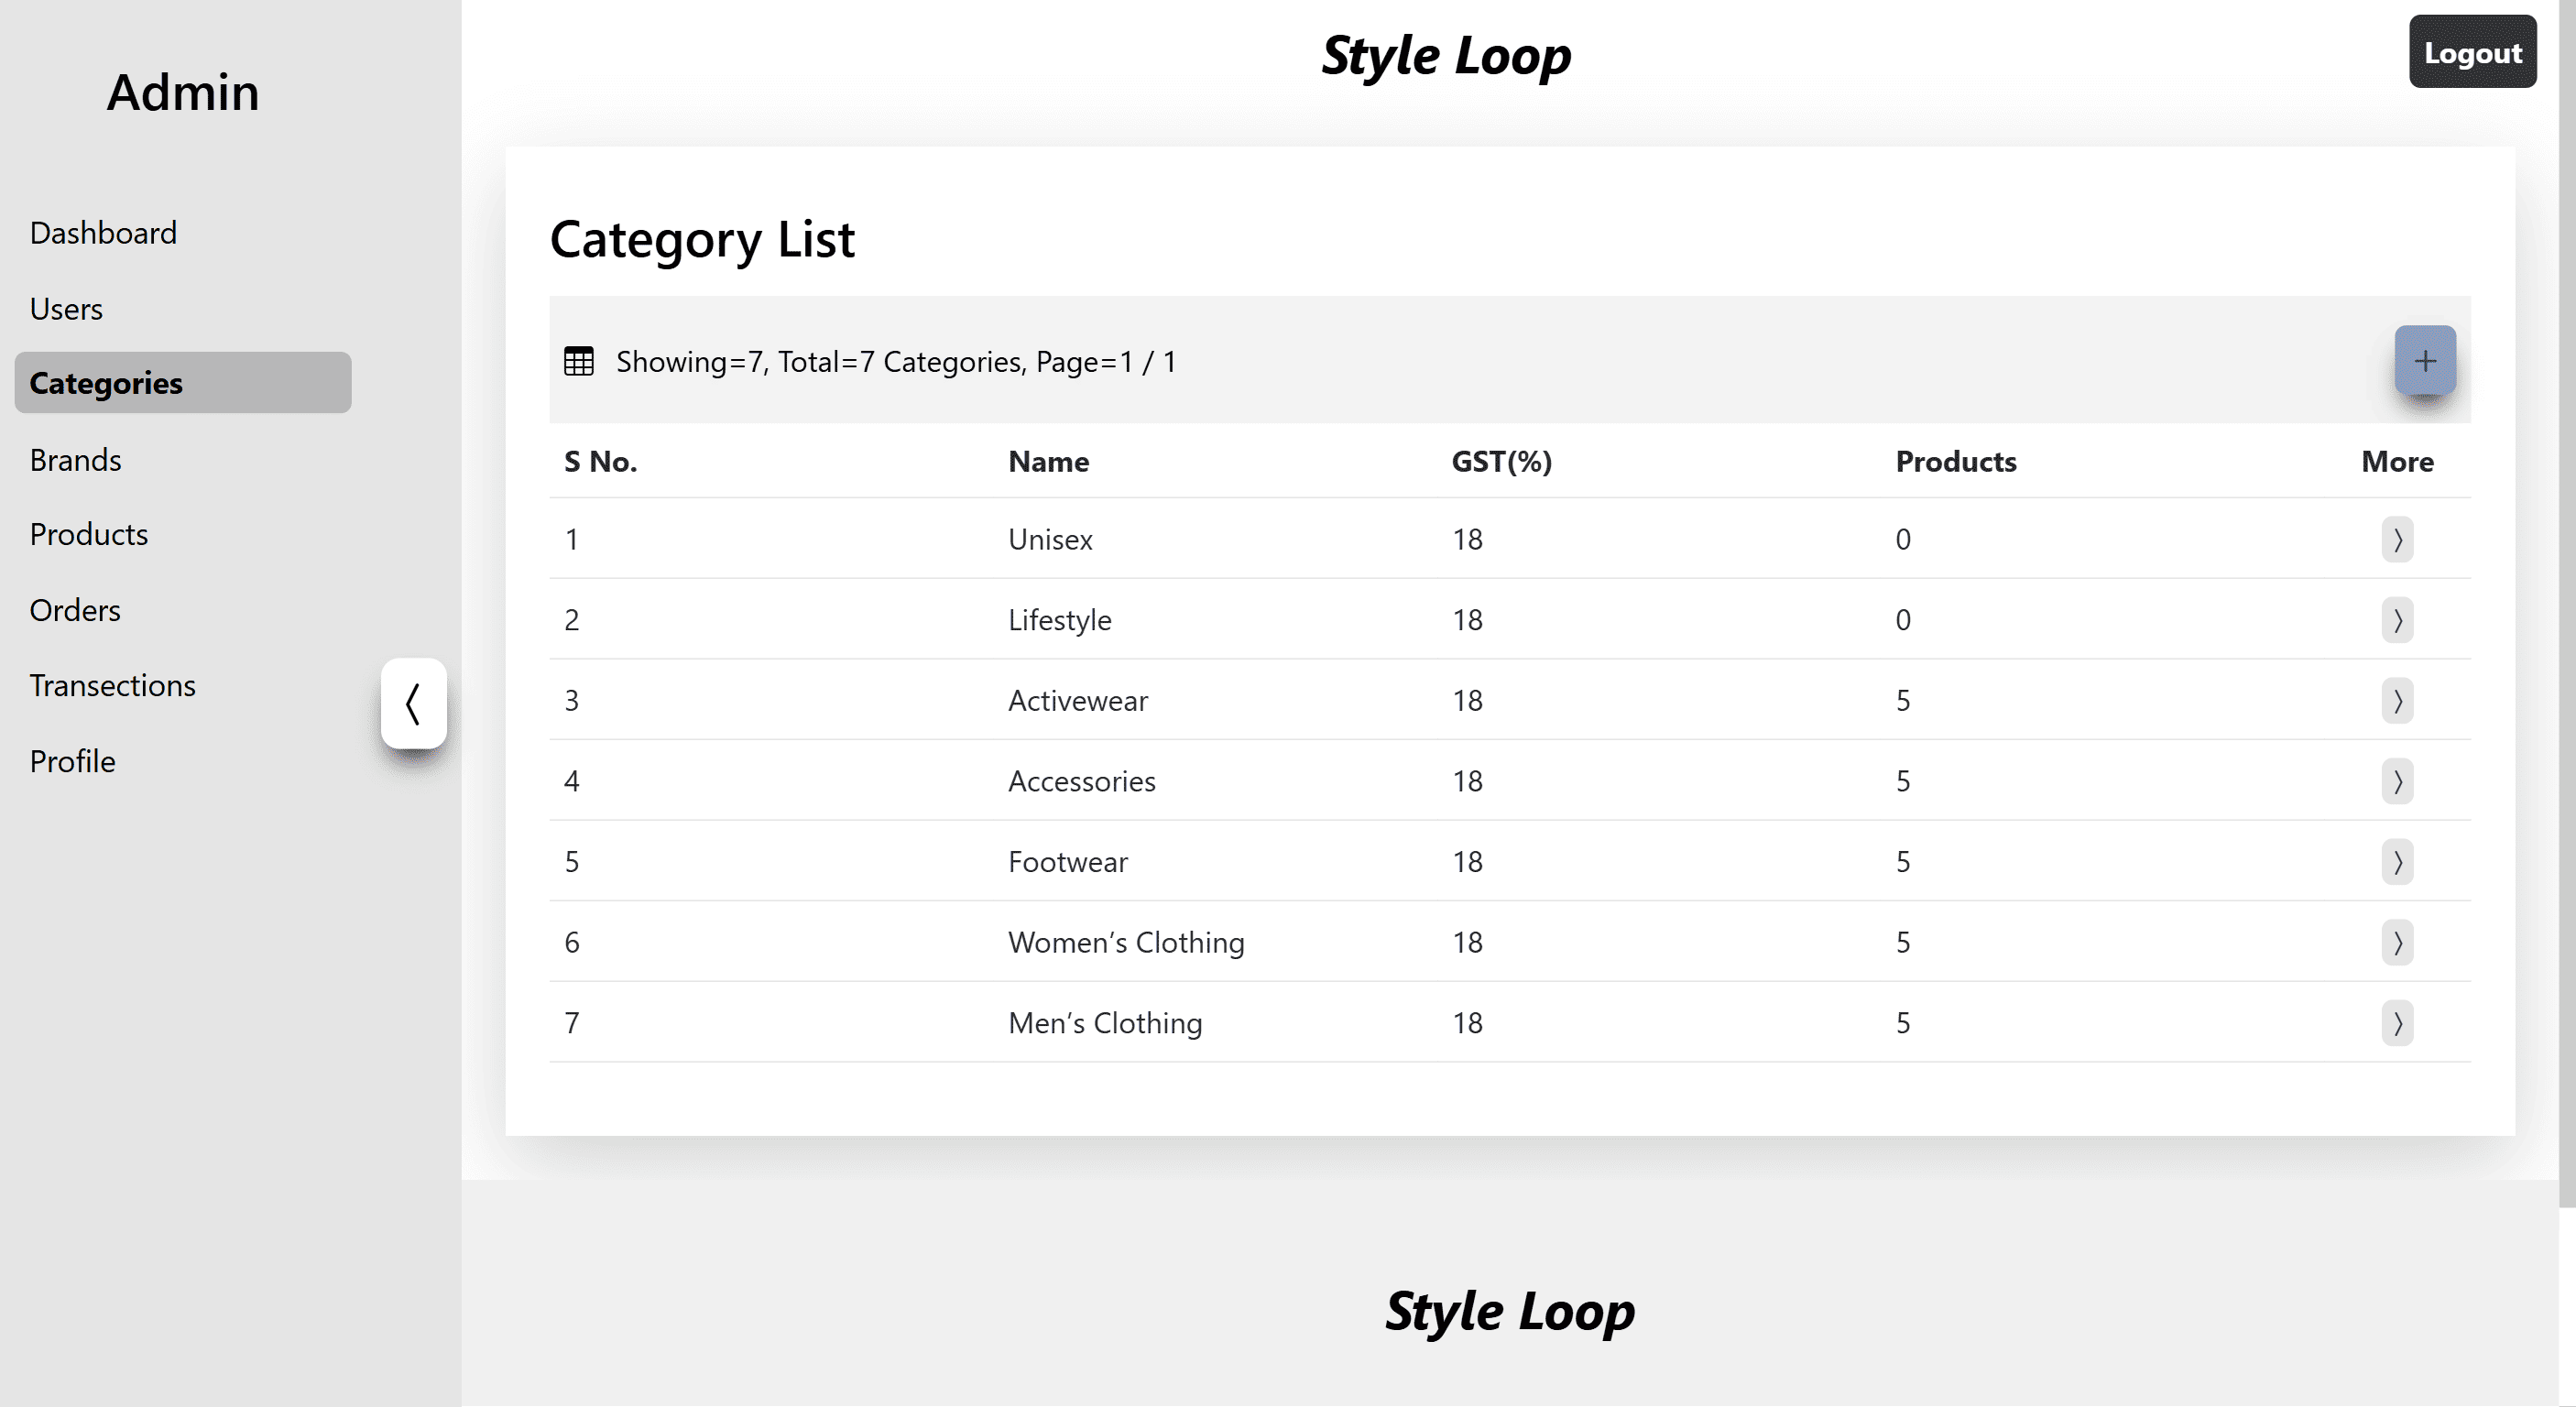 Admin
Dashboard
Users
Categories
Brands
Products
Orders
Transections
Profile
Style Loop
Logout
Category List
Showing=7, Total=7 Categories, Page=1 / 1
+
S No. Name GST(%) Products More
1 Unisex 18 0
2 Lifestyle 18 0
3 Activewear 18 5
4 Accessories 18 5
5 Footwear 18 5
6 Women’s Clothing 18 5
7 Men’s Clothing 18 5
Style Loop